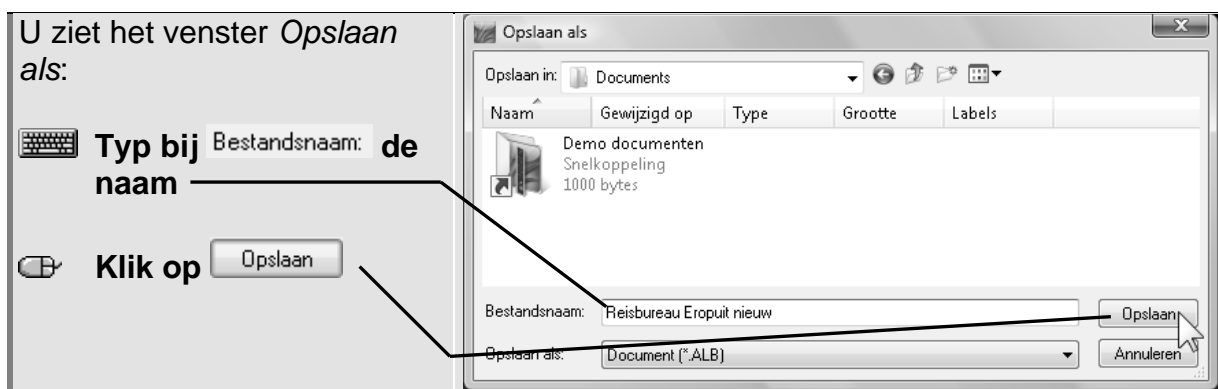 U ziet het venster Opslaan
als:
Typ bij Bestandsnaam: de
naam
Klik op Opslaan
Opslaan als
Opslaan in: Documents
Naam Gewijzigd op Type Grootte Labels
Demo documenten
Snelkoppeling
1000 bytes
Bestandsnaam: Reisbureau Eropuit nieuw Opslaan
Opslaan als: Document (*.ALB) Annuleren